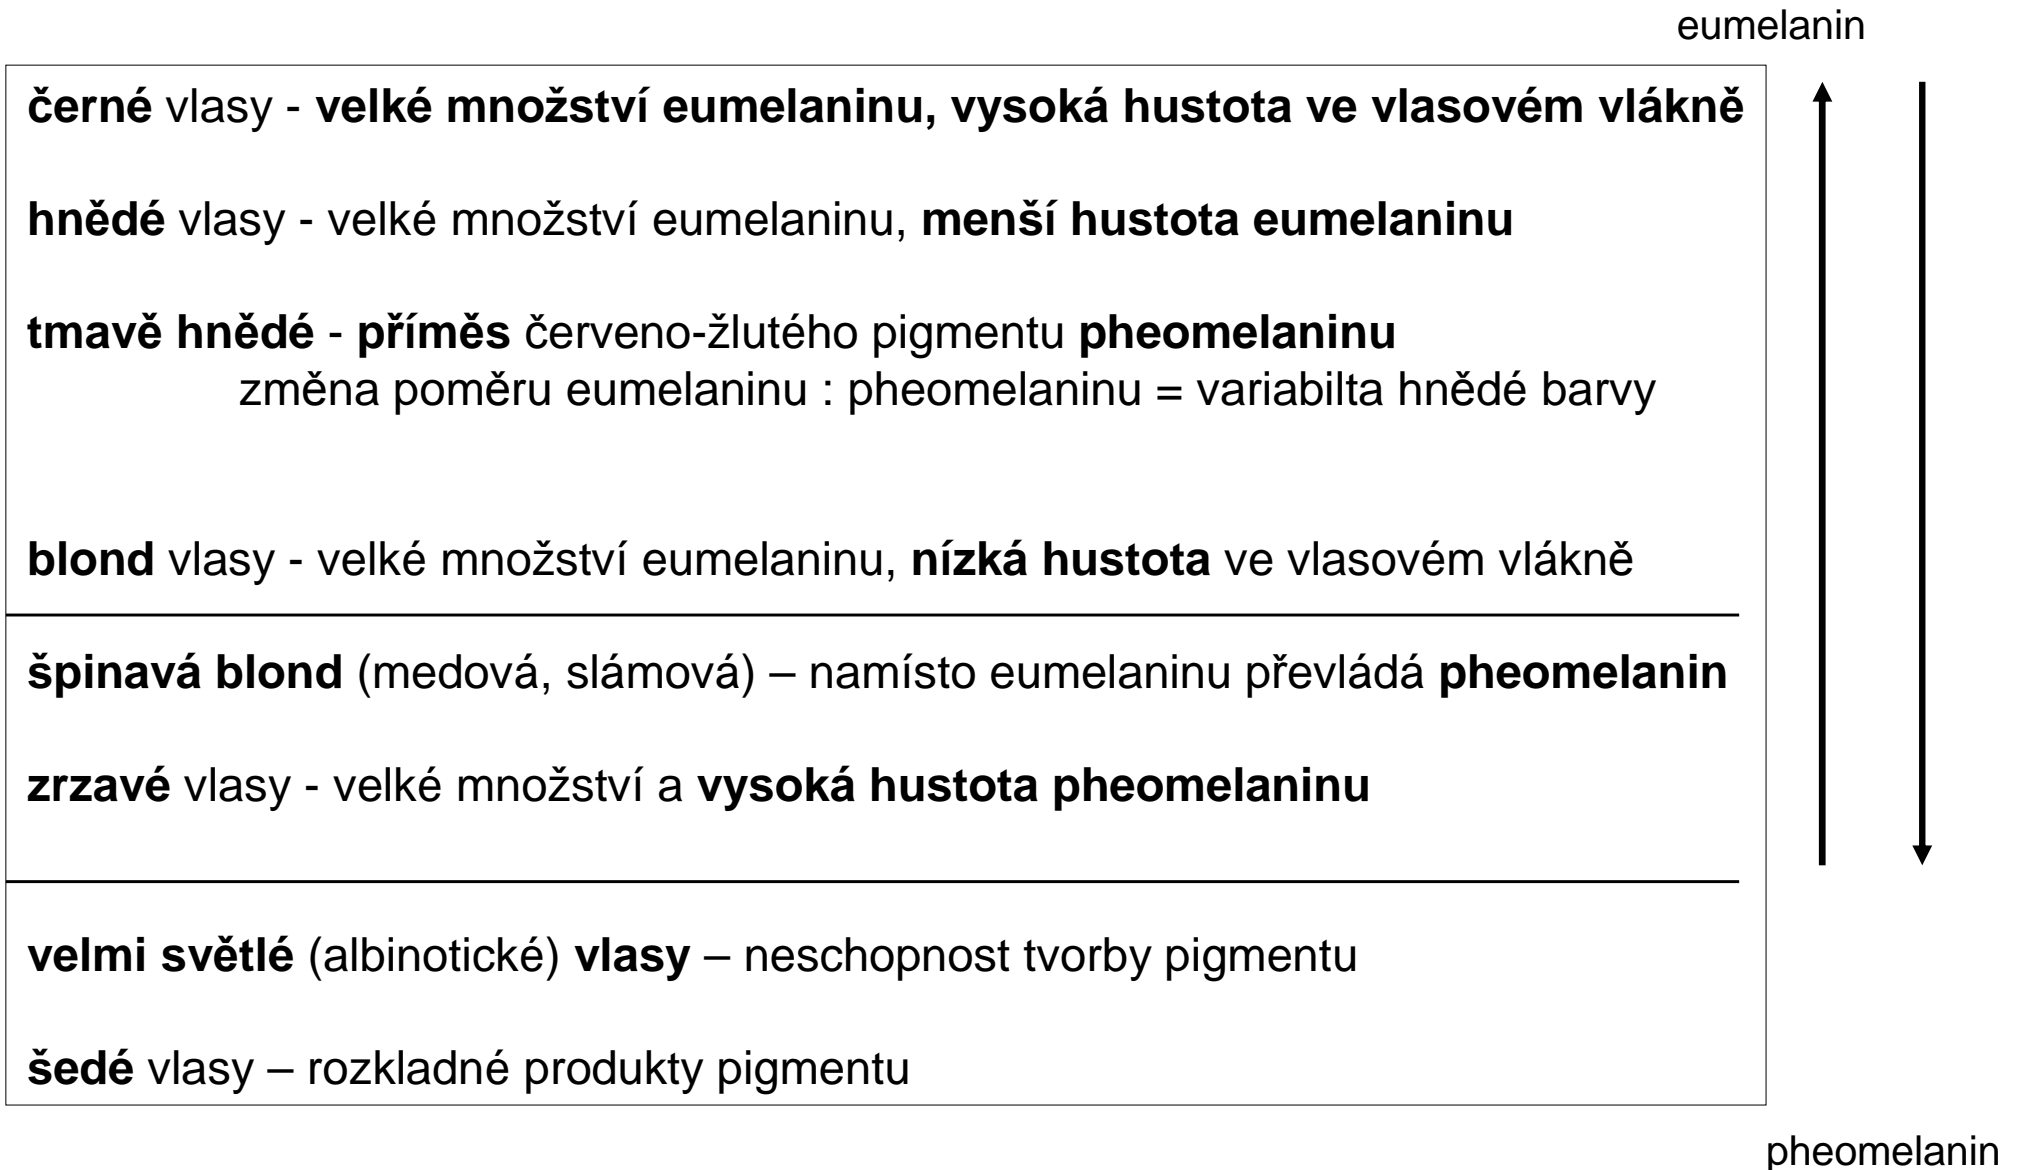 eumelanin
černé vlasy - velké množství eumelaninu, vysoká hustota ve vlasovém vlákně
hnědé vlasy - velké množství eumelaninu, menší hustota eumelaninu
tmavě hnědé - příměs červeno-žlutého pigmentu pheomelaninu
změna poměru eumelaninu : pheomelaninu = variabilta hnědé barvy
blond vlasy - velké množství eumelaninu, nízká hustota ve vlasovém vlákně
špinavá blond (medová, slámová) – namísto eumelaninu převládá pheomelanin
zrzavé vlasy - velké množství a vysoká hustota pheomelaninu
velmi světlé (albinotické) vlasy – neschopnost tvorby pigmentu
šedé vlasy – rozkladné produkty pigmentu
pheomelanin